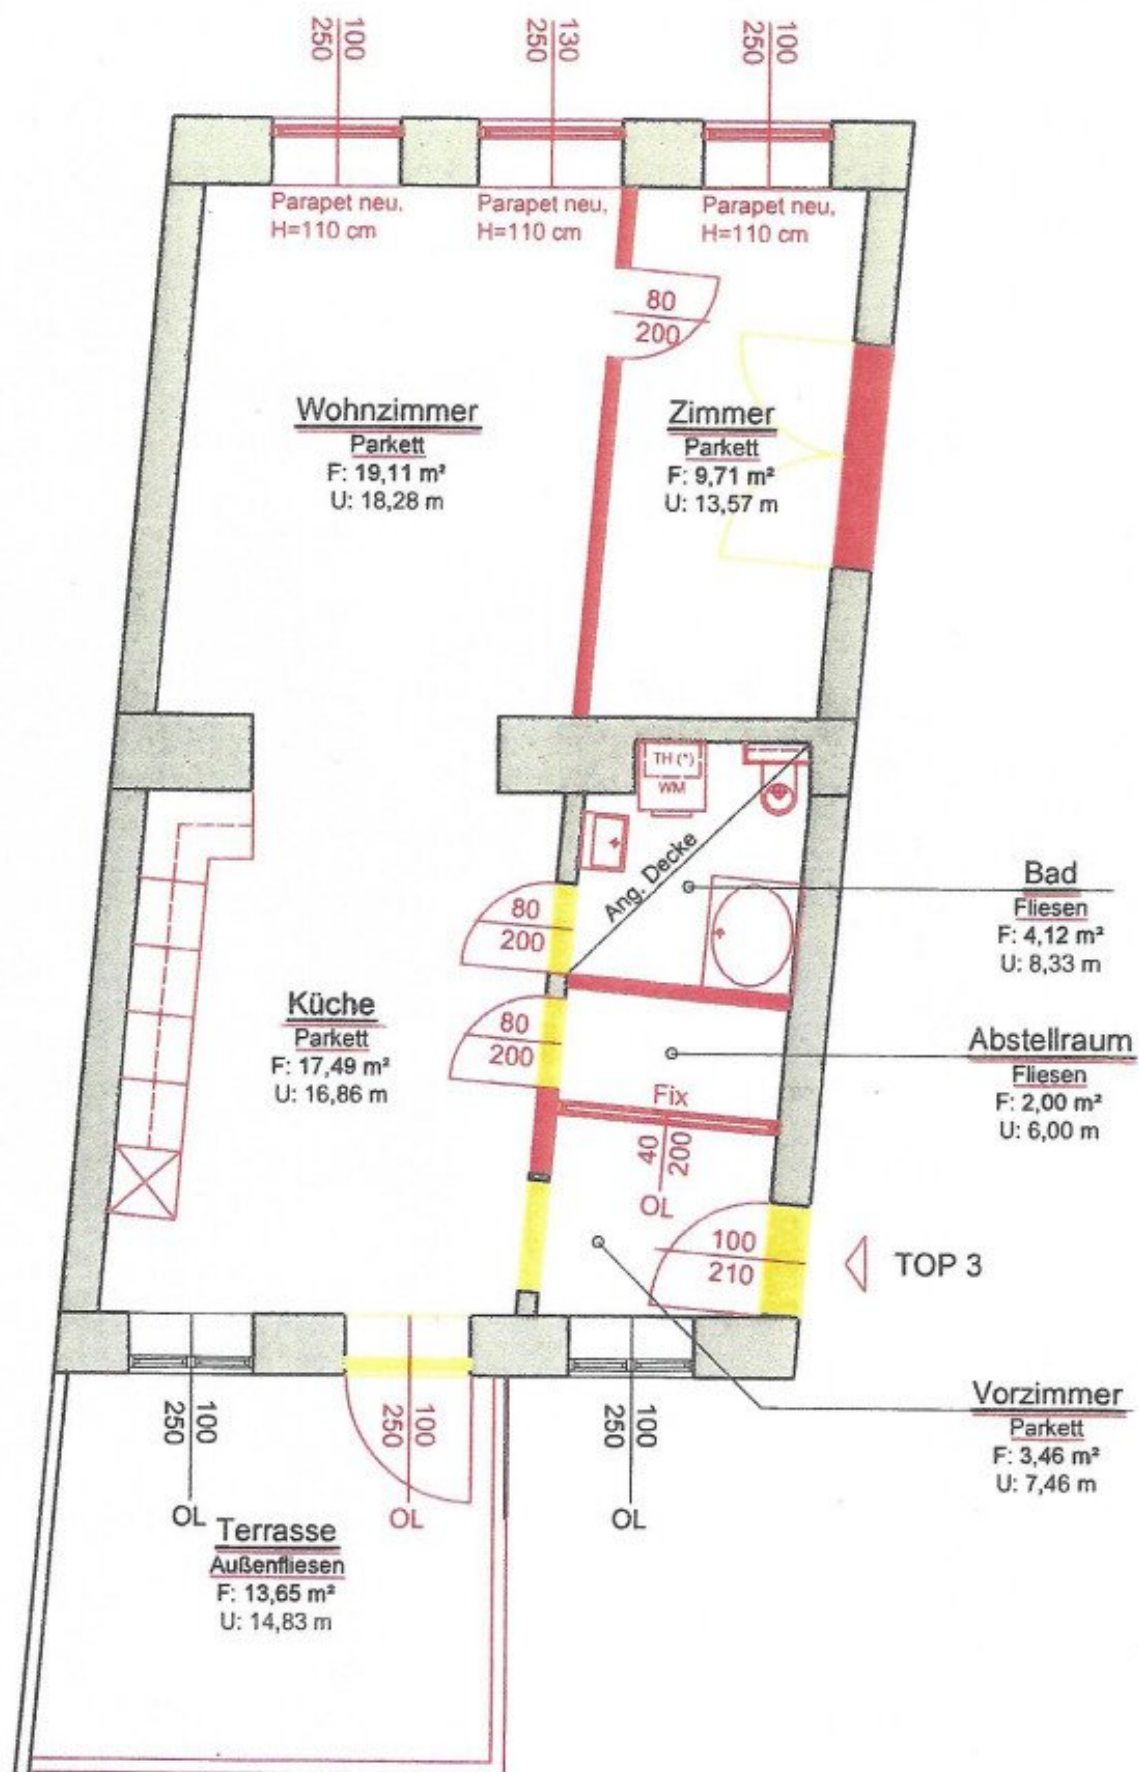 100
250
130
250
100
250
Parapet neu,
H=110 cm
Parapet neu,
H=110 cm
Parapet neu,
H=110 cm
80
200
Wohnzimmer
Parkett
F: 19,11 m²
U: 18,28 m
Zimmer
Parkett
F: 9,71 m²
U: 13,57 m
TH (*)
WM
Ang. Decke
80
200
Bad
Fliesen
F: 4,12 m²
U: 8,33 m
Küche
Parkett
F: 17,49 m²
U: 16,86 m
80
200
Abstellraum
Fliesen
F: 2,00 m²
U: 6,00 m
Fix
200
40
OL
100
210
TOP 3
Vorzimmer
Parkett
F: 3,46 m²
U: 7,46 m
100
250
OL
100
250
OL
100
250
OL
Terrasse
Außenfliesen
F: 13,65 m²
U: 14,83 m